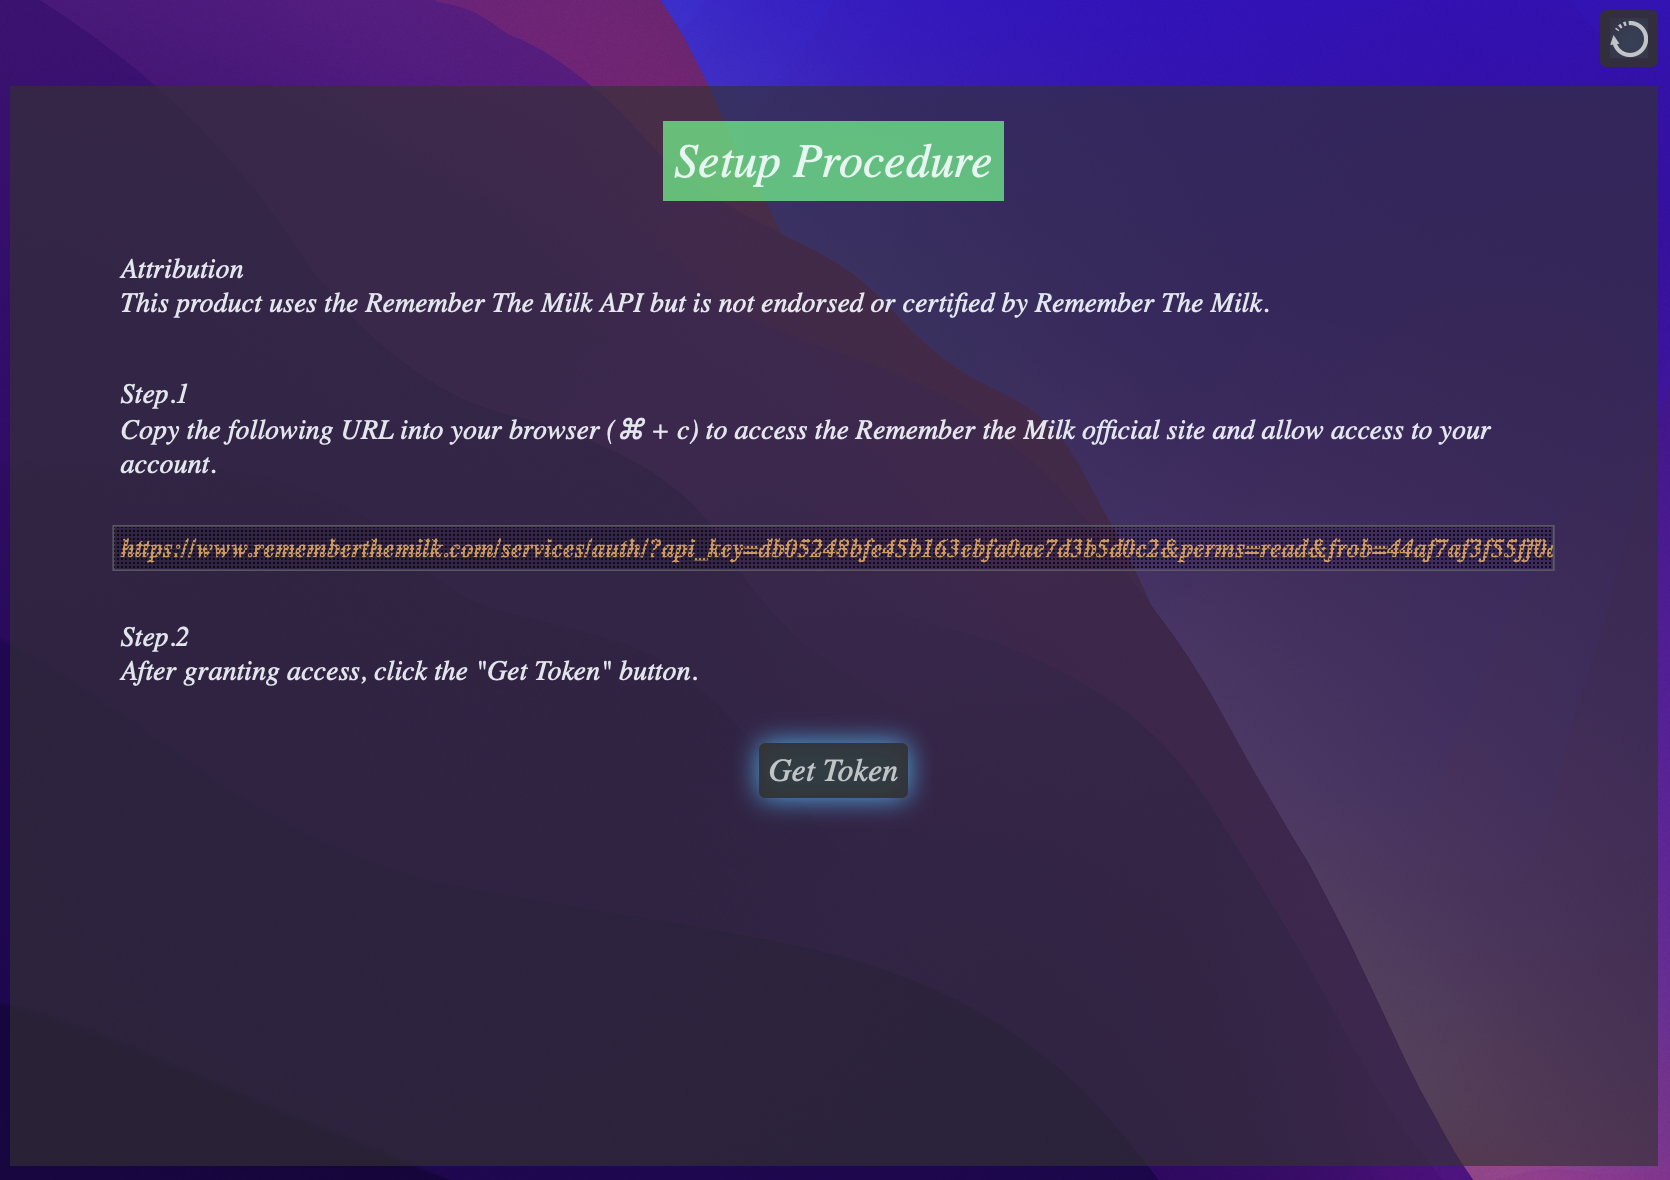 Setup Procedure
Attribution
This product uses the Remember The Milk API but is not endorsed or certified by Remember The Milk.
Step.1
Copy the following URL into your browser (⌘ + c) to access the Remember the Milk official site and allow access to your
account.
https://www.rememberthemilk.com/services/auth/?api_key=db05248bfe45b163ebfa0ae7d3b5d0c2&perms=read&frob=44af7af3f55ff0
Step.2
After granting access, click the "Get Token" button.
Get Token